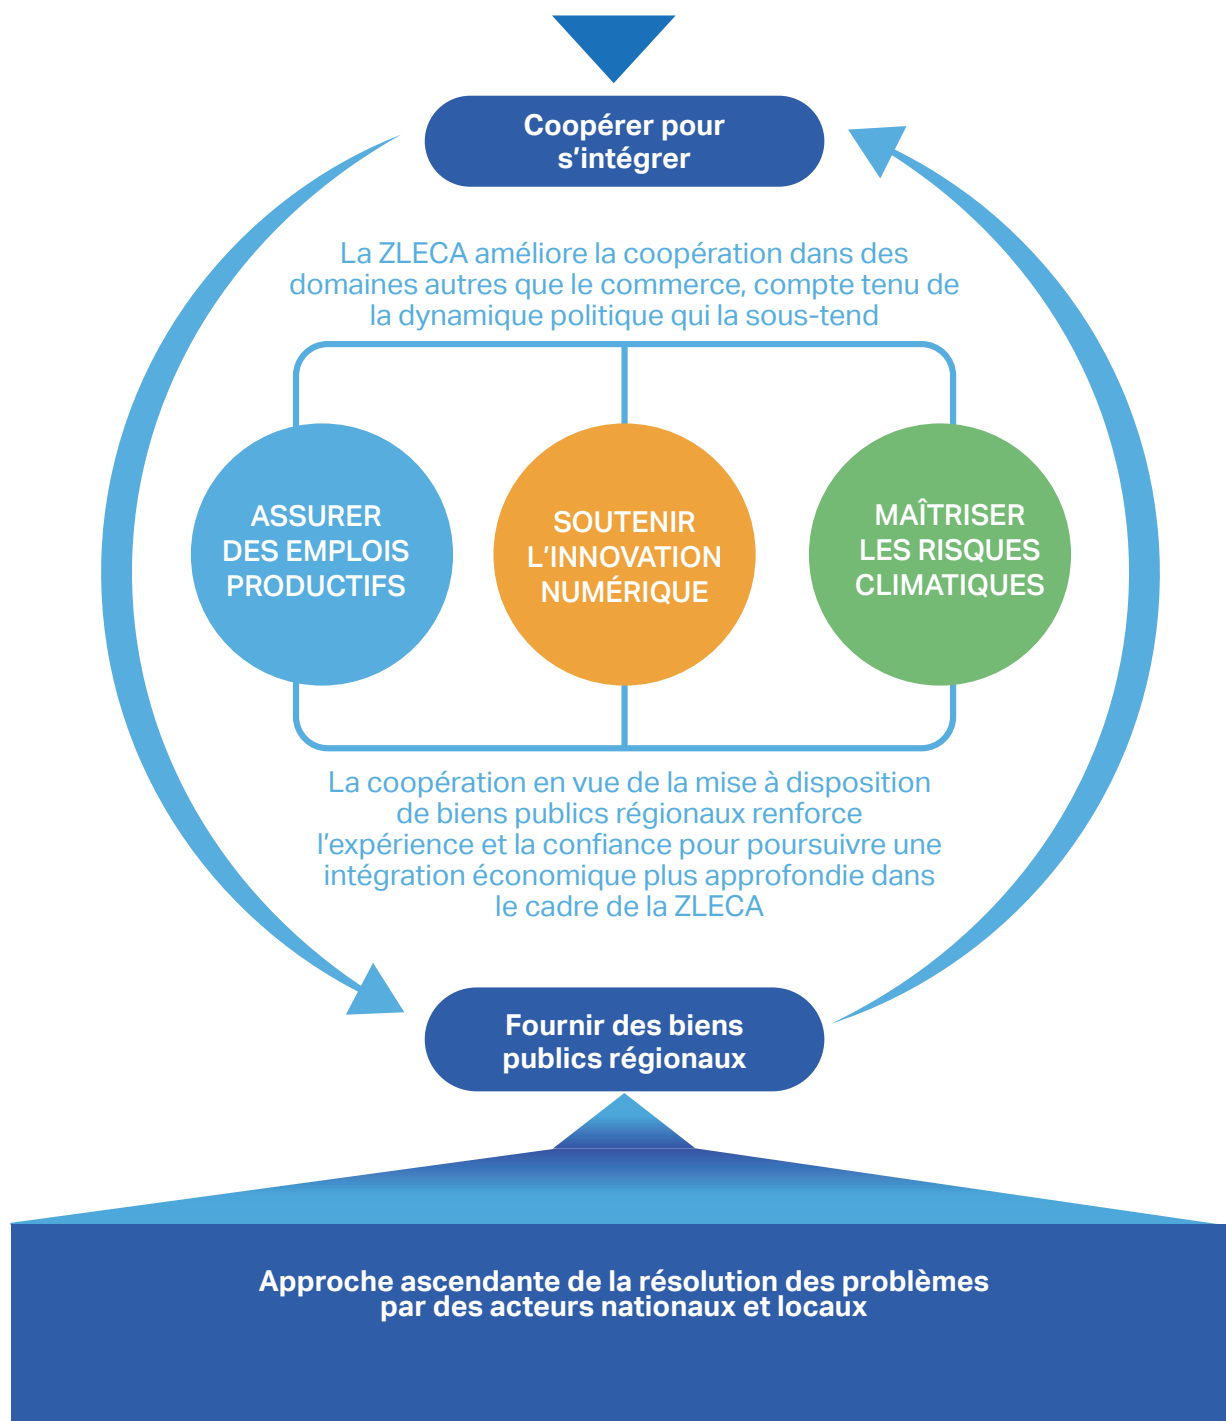 Coopérer pour
s’intégrer
La ZLECA améliore la coopération dans des
domaines autres que le commerce, compte tenu de
la dynamique politique qui la sous-tend
ASSURER
DES EMPLOIS
PRODUCTIFS
SOUTENIR
L’INNOVATION
NUMÉRIQUE
MAÎTRISER
LES RISQUES
CLIMATIQUES
La coopération en vue de la mise à disposition
de biens publics régionaux renforce
l’expérience et la confiance pour poursuivre une
intégration économique plus approfondie dans
le cadre de la ZLECA
Fournir des biens
publics régionaux
Approche ascendante de la résolution des problèmes
par des acteurs nationaux et locaux